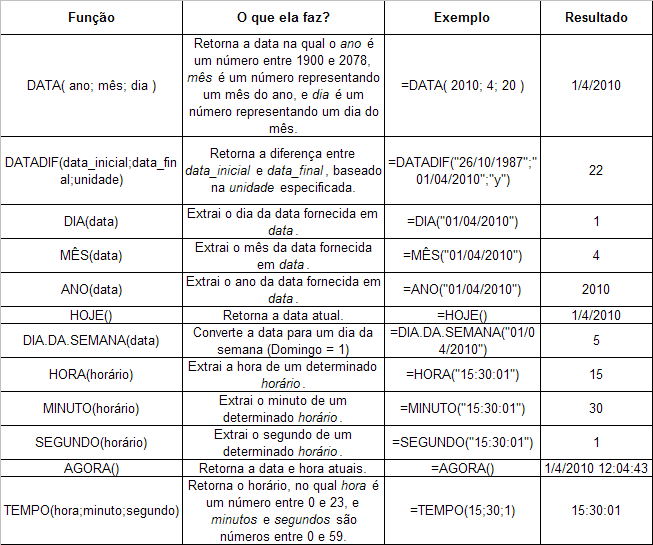 Função O que ela faz? Exemplo Resultado
DATA( ano; mês; dia )
Retorna a data na qual o ano é
um número entre 1900 e 2078,
mês é um número representando
um mês do ano, e dia é um
número representando um dia do
mês.
=DATA( 2010; 4; 20 )
1/4/2010
DATADIF(data_inicial;data_fin
al;unidade)
Retorna a diferença entre
data_inicial e data_final, baseado
na unidade especificada.
=DATADIF("26/10/1987";"
01/04/2010";"y")
22
DIA(data)
Extrai o dia da data fornecida em
data.
=DIA("01/04/2010")
1
MÊS(data)
Extrai o mês da data fornecida
em data.
=MÊS("01/04/2010")
4
ANO(data)
Extrai o ano da data fornecida em
data.
=ANO("01/04/2010")
2010
HOJE()
Retorna a data atual.
=HOJE()
1/4/2010
DIA.DA.SEMANA(data)
Converte a data para um dia da
semana (Domingo = 1)
=DIA.DA.SEMANA("01/0
4/2010")
5
HORA(horário)
Extrai a hora de um determinado
horário.
=HORA("15:30:01")
15
MINUTO(horário)
Extrai o minuto de um
determinado horário.
=MINUTO("15:30:01")
30
SEGUNDO(horário)
Extrai o segundo de um
determinado horário.
=SEGUNDO("15:30:01")
1
AGORA()
Retorna a data e hora atuais.
=AGORA()
1/4/2010 12:04:43
TEMPO(hora;minuto;segundo)
Retorna o horário, no qual hora é
um número entre 0 e 23, e
minutos e segundos são
números entre 0 e 59.
=TEMPO(15;30;1)
15:30:01